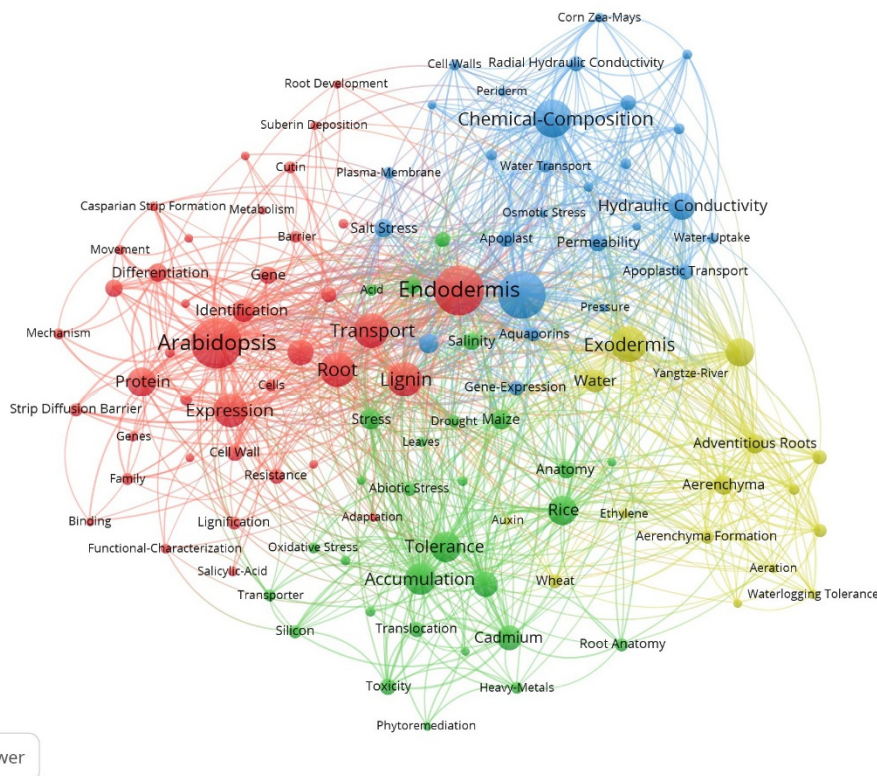 Corn Zea-Mays
Cell-Walls
Radial Hydraulic Conductivity
Root Development
Periderm
Chemical-Composition
Suberin Deposition
Cutin
Water Transport
Plasma-Membrane
Casparian Strip Formation
Metabolism
Osmotic Stress
Hydraulic Conductivity
Salt Stress
Barrier
Apoplast
Permeability
Water-Uptake
Movement
Differentiation
Gene
Apoplastic Transport
Acid
Endodermis
Identification
Pressure
Mechanism
Arabidopsis
Transport
Salinity
Aquaporins
Exodermis
Root
Yangtze-River
Protein
Cells
Lignin
Gene-Expression
Water
Strip Diffusion Barrier
Expression
Stress
Drought
Maize
Genes
Leaves
Adventitious Roots
Cell Wall
Family
Resistance
Anatomy
Abiotic Stress
Aerenchyma
Binding
Lignification
Adaptation
Auxin
Rice
Ethylene
Functional-Characterization
Oxidative Stress
Tolerance
Aerenchyma Formation
Salicylic-Acid
Accumulation
Wheat
Aeration
Transporter
Waterlogging Tolerance
Silicon
Translocation
Cadmium
Root Anatomy
Toxicity
Heavy-Metals
Phytoremediation
wer